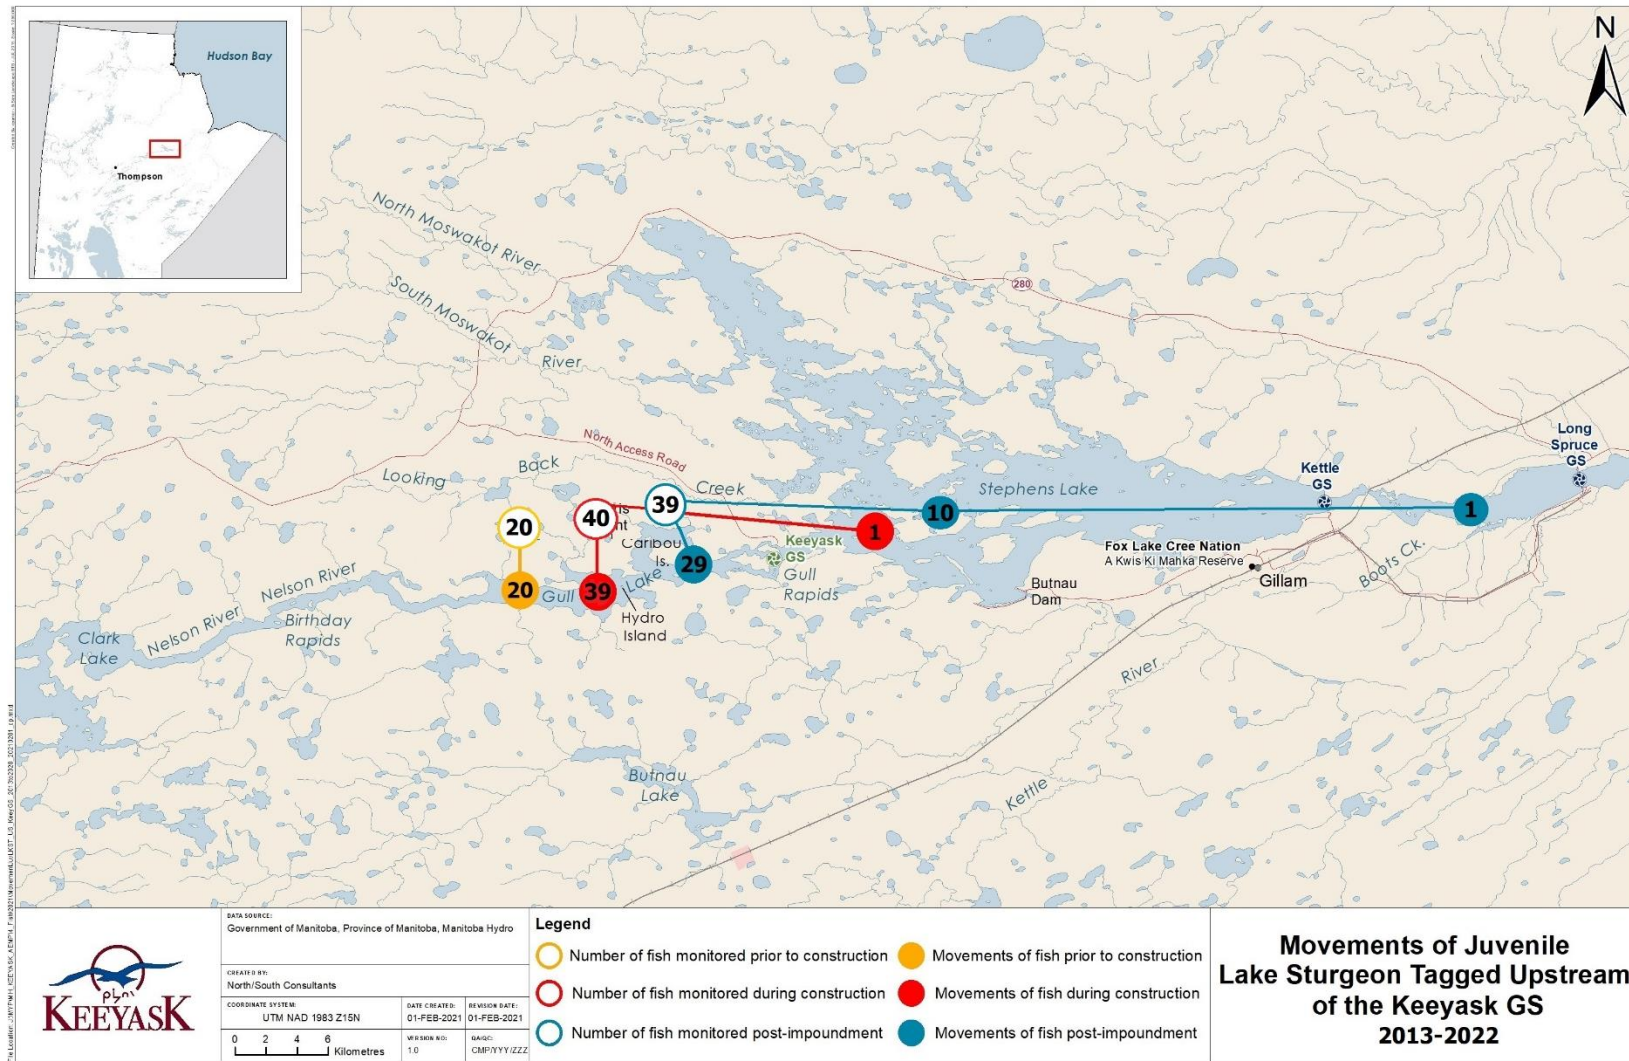 Hudson Bay
Thompson
N
North Moswakot River
South Moswakot
River
280
Long
Spruce
GS
North Access Road
Looking
Back
Creek
Kettle
GS
Stephens Lake
20
40
39
10
1
1
Caribou
Is.
29
Keeyask
GS
Gull
Rapids
Fox Lake Cree Nation
A Kwis Ki Mahka Reserve
Gillam
Boots Ck.
Butnau
Dam
20
39
Gull
Lake
Hydro
Island
Nelson River
Nelson River
Birthday
Rapids
Clark
Lake
River
Kettle
Butnau
Lake
KEEYASK
DATA SOURCE:
Government of Manitoba, Province of Manitoba, Manitoba Hydro
CREATED BY:
North/South Consultants
COORDINATE SYSTEM:
UTM NAD 1983 Z15N
DATE CREATED:
01-FEB-2021
REVISION DATE:
01-FEB-2021
0 2 4 6
Kilometres
VERSION NO:
1.0
QA/QC:
CMP/YYY/ZZZ
Legend
Number of fish monitored prior to construction
Movements of fish prior to construction
Number of fish monitored during construction
Movements of fish during construction
Number of fish monitored post-impoundment
Movements of fish post-impoundment
Movements of Juvenile
Lake Sturgeon Tagged Upstream
of the Keeyask GS
2013-2022